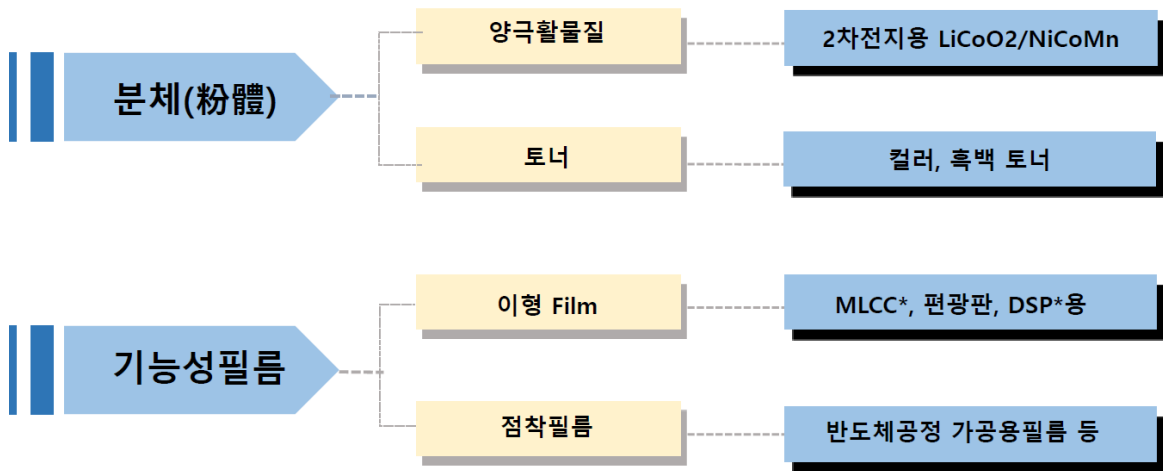 분체(粉體)
양극활물질
2차전지용 LiCoO2/NiCoMn
토너
컬러, 흑백 토너
기능성필름
이형 Film
MLCC*, 편광판, DSP*용
점착필름
반도체공정 가공용필름 등